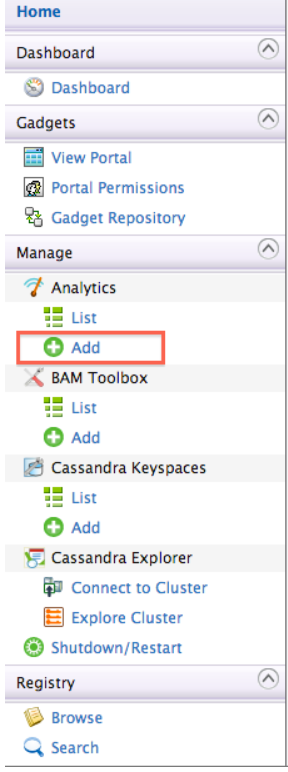 Home
Dashboard
Dashboard
Gadgets
View Portal
Portal Permissions
Gadget Repository
Manage
Analytics
List
Add
BAM Toolbox
List
Add
Cassandra Keyspaces
List
Add
Cassandra Explorer
Connect to Cluster
Explore Cluster
Shutdown/Restart
Registry
Browse
Search